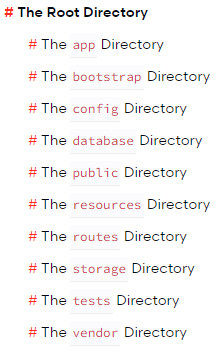 # The Root Directory
# The app Directory
# The bootstrap Directory
# The config Directory
# The database Directory
# The public Directory
# The resources Directory
# The routes Directory
# The storage Directory
# The tests Directory
# The vendor Directory